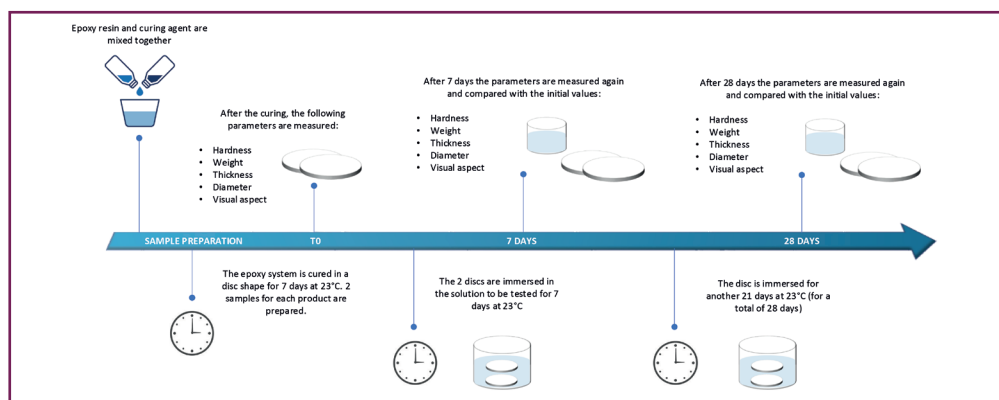 Epoxy resin and curing agent are
mixed together
After the curing, the following
parameters are measured:
• Hardness
• Weight
• Thickness
• Diameter
• Visual aspect
After 7 days the parameters are measured again
and compared with the initial values:
• Hardness
• Weight
• Thickness
• Diameter
• Visual aspect
After 28 days the parameters are measured again
and compared with the initial values:
• Hardness
• Weight
• Thickness
• Diameter
• Visual aspect
SAMPLE PREPARATION
T0
7 DAYS
28 DAYS
The epoxy system is cured in a
disc shape for 7 days at 23°C. 2
samples for each product are
prepared.
The 2 discs are immersed in
the solution to be tested for 7
days at 23°C
The disc is immersed for
another 21 days at 23°C (for a
total of 28 days)